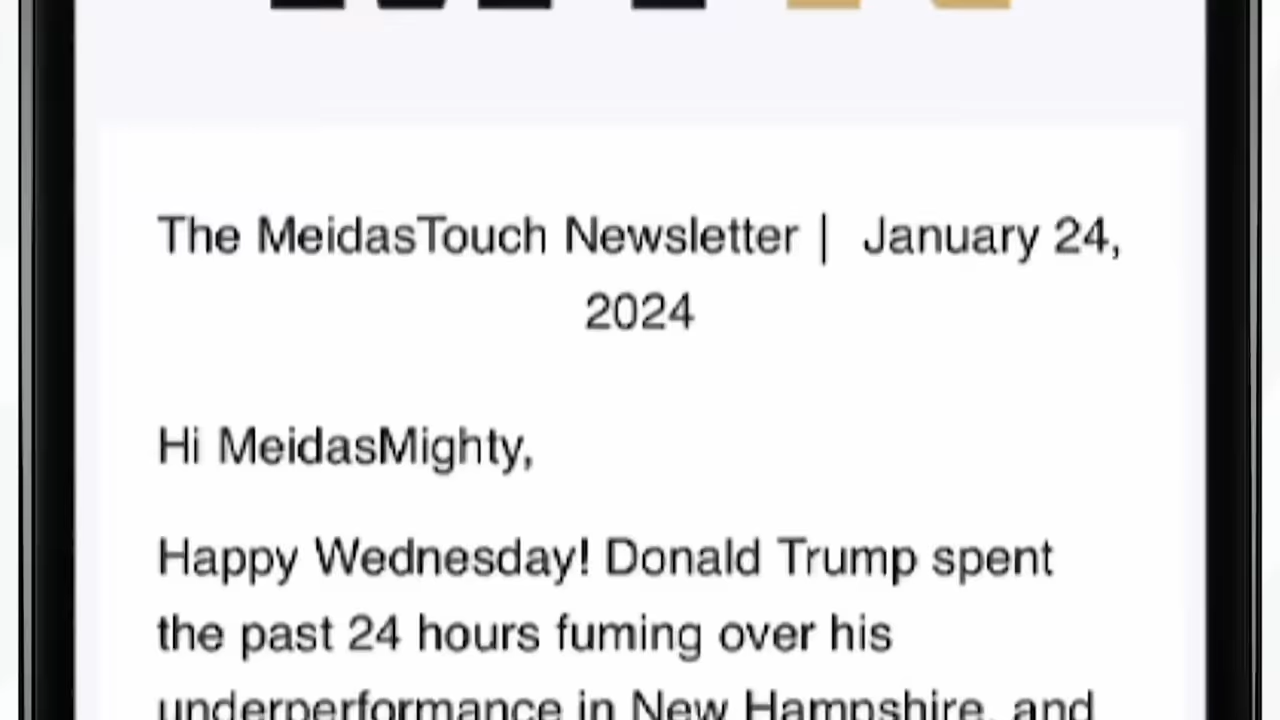 The MeidasTouch Newsletter | January 24,
2024
Hi MeidasMighty,
Happy Wednesday! Donald Trump spent
the past 24 hours fuming over his
underperformance in New Hampshire, and